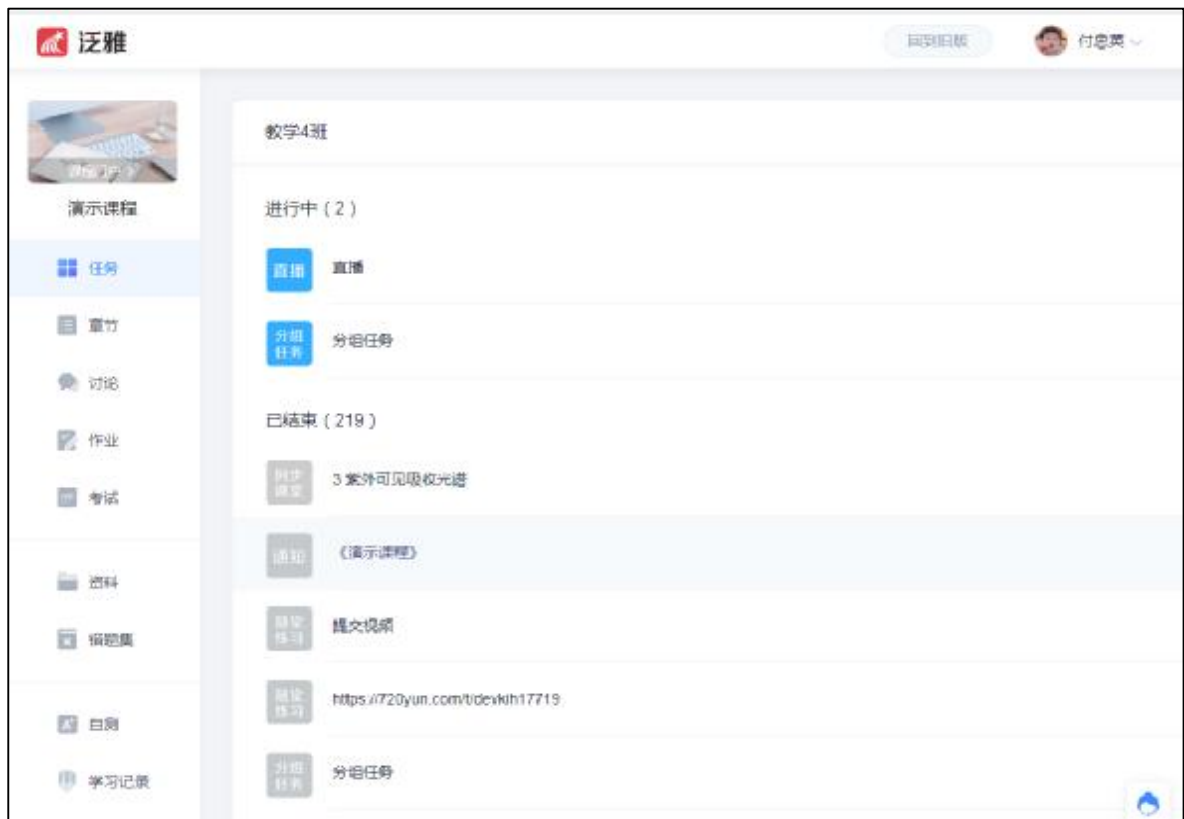 泛雅
回到旧版
付忠英
教学4班
演示课程
进行中(2)
任务
直播
直播
章节
分组
任务
分组任务
讨论
已结束(219)
作业
同步
课堂
3 紫外可见吸收光谱
考试
通知
《演示课程》
资料
随堂
练习
提交视频
错题集
随堂
练习
https://720yun.com/t/devkih17719
自测
分组
任务
分组任务
学习记录